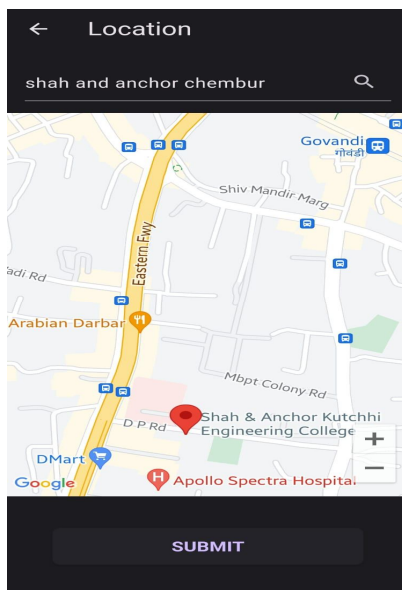 Location
shah and anchor chembur
Govandi
गोवंडी
Shiv Mandir Marg
Eastern Fwy
adi Rd
Arabian Darbar
Mbpt Colony Rd
D P Rd
Shah & Anchor Kutchhi
Engineering College
+
−
DMart
H
Apollo Spectra Hospital
Google
SUBMIT